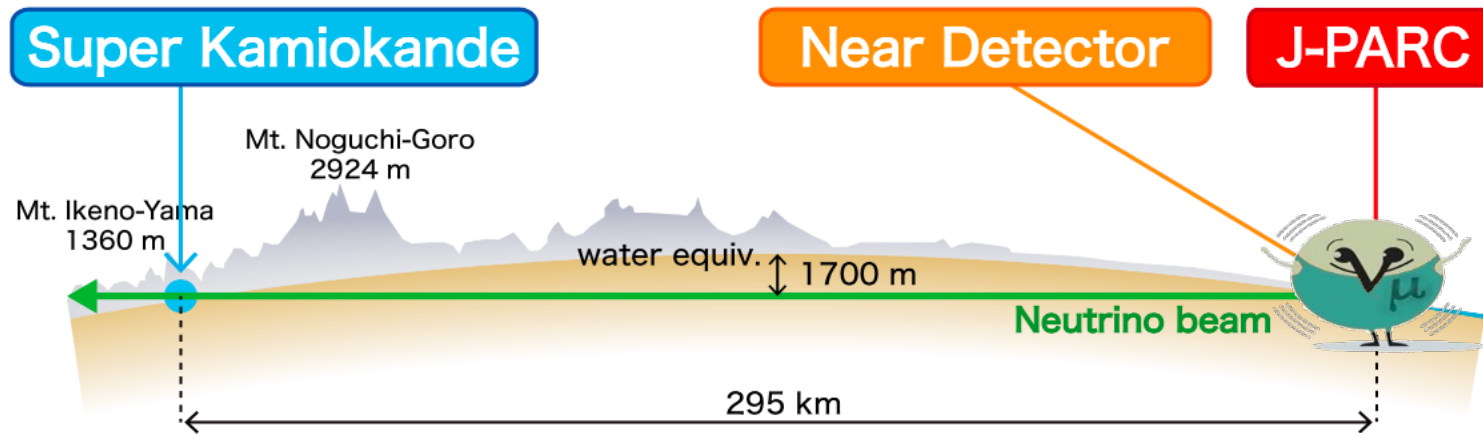 Super Kamiokande
Near Detector
J-PARC
Mt. Noguchi-Goro
2924 m
Mt. Ikeno-Yama
1360 m
water equiv.
1700 m
Neutrino beam
μ
295 km